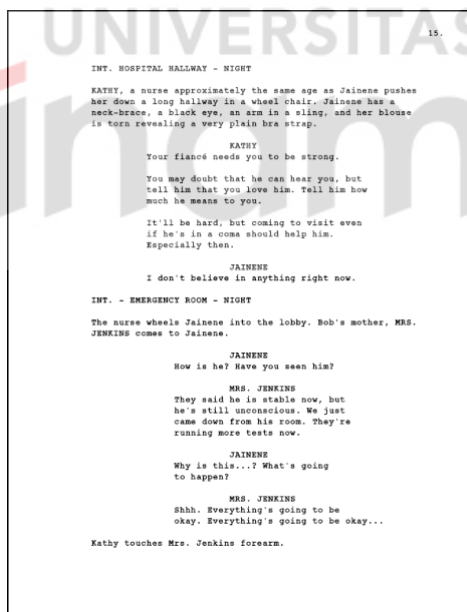 UNIVERSITAS
15.
INT. HOSPITAL HALLWAY - NIGHT
KATHY, a nurse approximately the same age as Jainene pushes
her down a long hallway in a wheel chair. Jainene has a
neck-brace, a black eye, an arm in a sling, and her blouse
is torn revealing a very plain bra strap.
KATHY
Your fiancé needs you to be strong.
You may doubt that he can hear you, but
tell him that you love him. Tell him how
much he means to you.
It'll be hard, but coming to visit even
if he's in a coma should help him.
Especially then.
JAINENE
I don't believe in anything right now.
INT. - EMERGENCY ROOM - NIGHT
The nurse wheels Jainene into the lobby. Bob's mother, MRS.
JENKINS comes to Jainene.
JAINENE
How is he? Have you seen him?
MRS. JENKINS
They said he is stable now, but
he's still unconscious. We just
came down from his room. They're
running more tests now.
JAINENE
Why is this...? What's going
to happen?
MRS. JENKINS
Shhh. Everything's going to be
okay. Everything's going to be okay...
Kathy touches Mrs. Jenkins forearm.